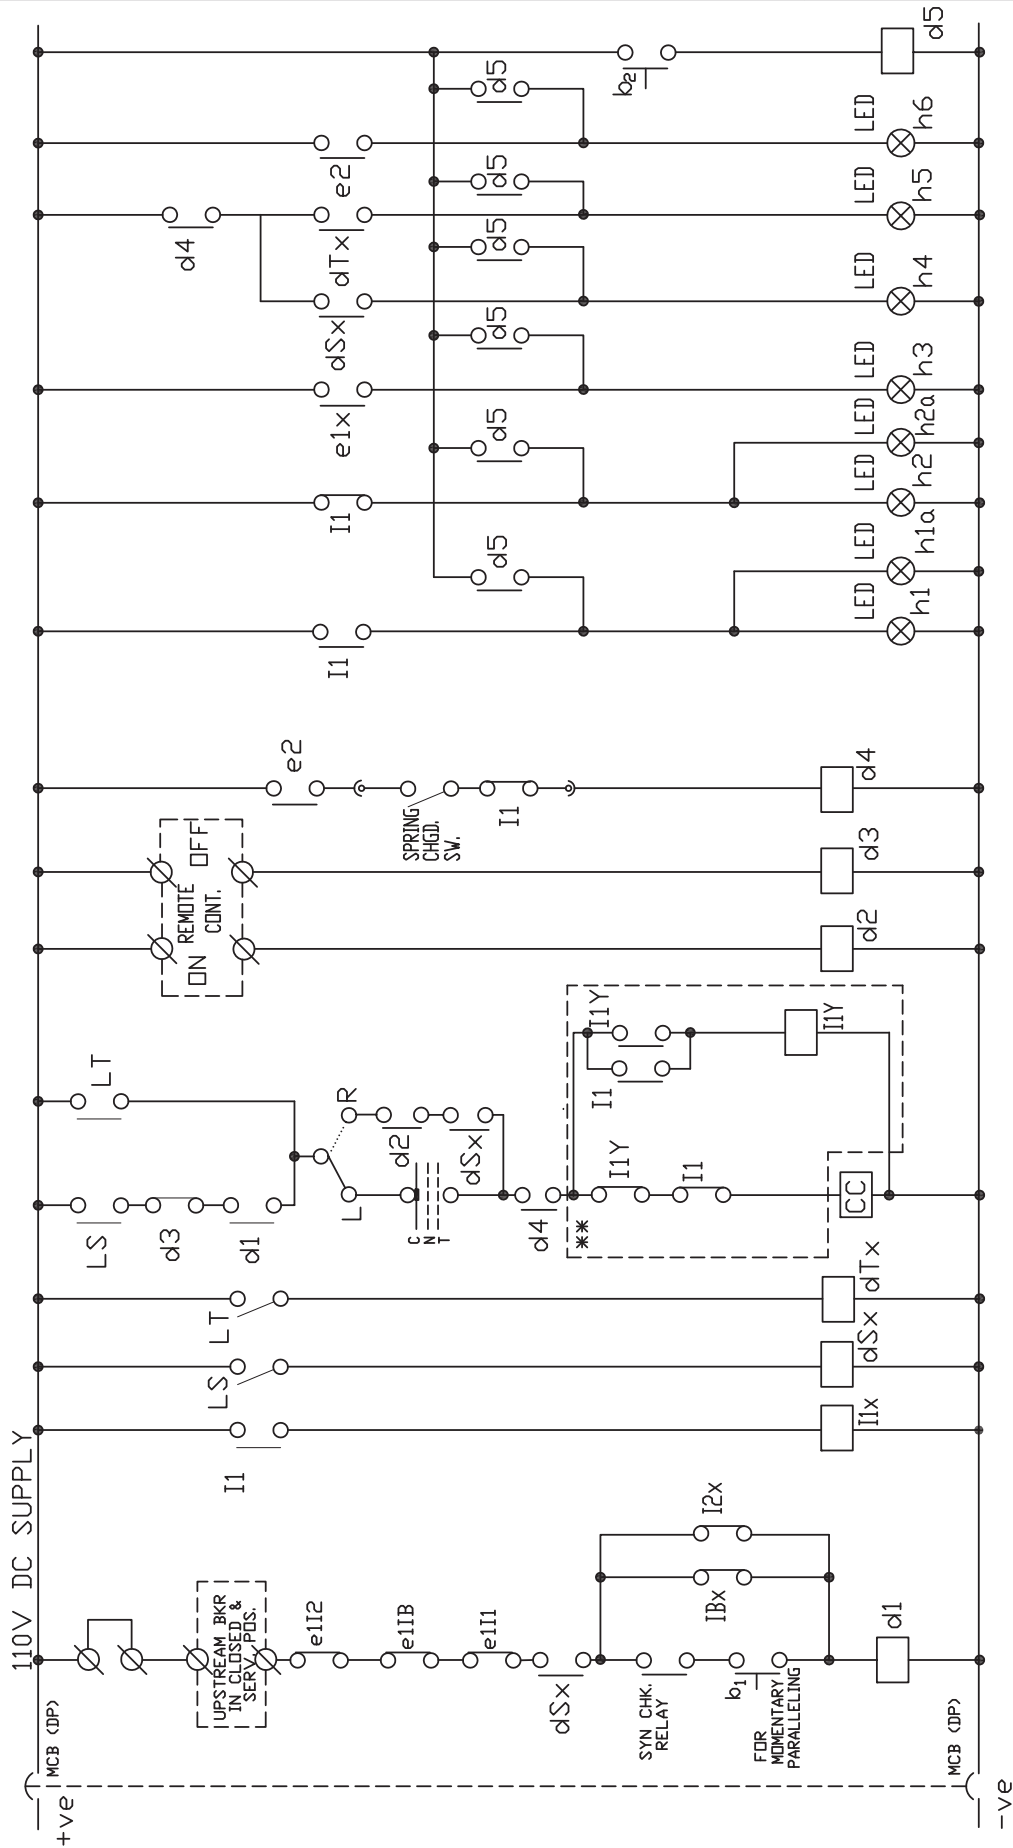 110V DC SUPPLY
+ve
MCB (DP)
UPSTREAM BKR
IN CLOSED &
SERV. POS.
e1I2
e1IB
e1I1
dSx
SYN CHK.
RELAY
b1
FOR
MOMENTARY
PARALLELING
IBx
I2x
d1
MCB (DP)
-ve
I1
I1x
LS
dSx
LT
dTx
LS
d3
d1
LT
L
R
C
N
T
d2
dSx
d4
**
I1Y
I1
I1
I1Y
I1Y
CC
ON
REMOTE
CONT.
OFF
d2
d3
e2
SPRING
CHGD.
SW.
I1
d4
I1
d5
LED
h1
LED
h1a
I1
d5
LED
h2
LED
h2a
e1x
d5
LED
h3
dSx
d5
LED
h4
d4
dTx
d5
LED
h5
e2
d5
LED
h6
b2
d5